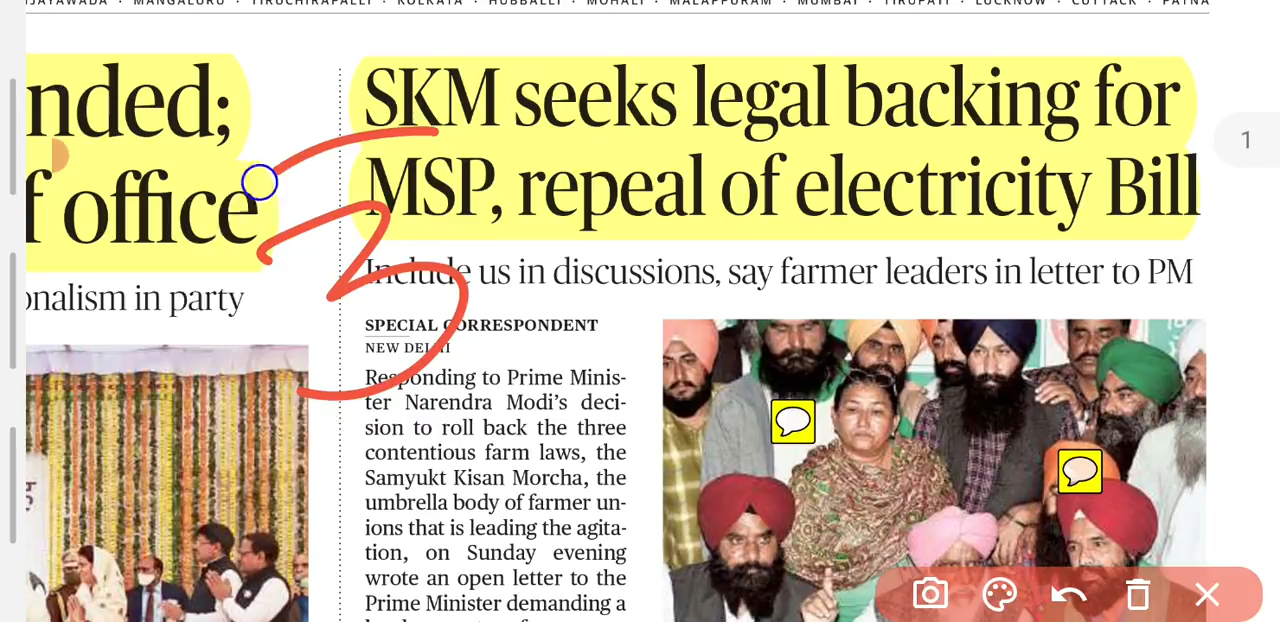 IJAYAWADA · MANGALURU · TIRUCHIRAPALLI · KOLKATA · HUBBALLI · MOHALI · MALAPPURAM · MUMBAI · TIRUPATI · LUCKNOW · CUTTACK · PATNA
nded;
f office
onalism in party
SKM seeks legal backing for
MSP, repeal of electricity Bill
Include us in discussions, say farmer leaders in letter to PM
SPECIAL CORRESPONDENT
NEW DELHI
Responding to Prime Minis-
ter Narendra Modi's deci-
sion to roll back the three
contentious farm laws, the
Samyukt Kisan Morcha, the
umbrella body of farmer un-
ions that is leading the agita-
tion, on Sunday evening
wrote an open letter to the
Prime Minister demanding a
1
3